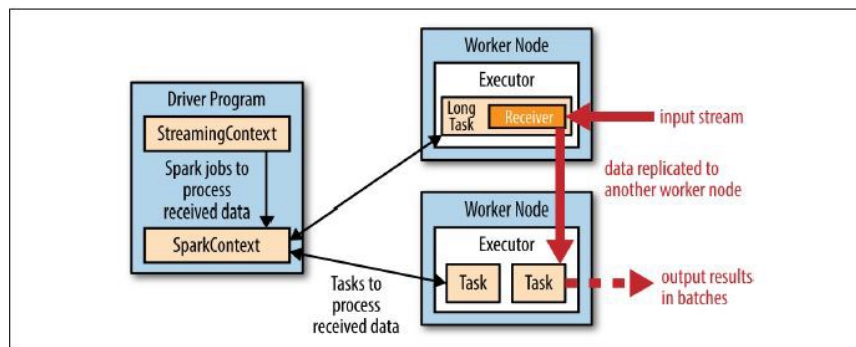 Driver Program
StreamingContext
Spark jobs to
process
received data
SparkContext
Tasks to
process
received data
Worker Node
Executor
Long
Task
Receiver
input stream
data replicated to
another worker node
Worker Node
Executor
Task
Task
output results
in batches